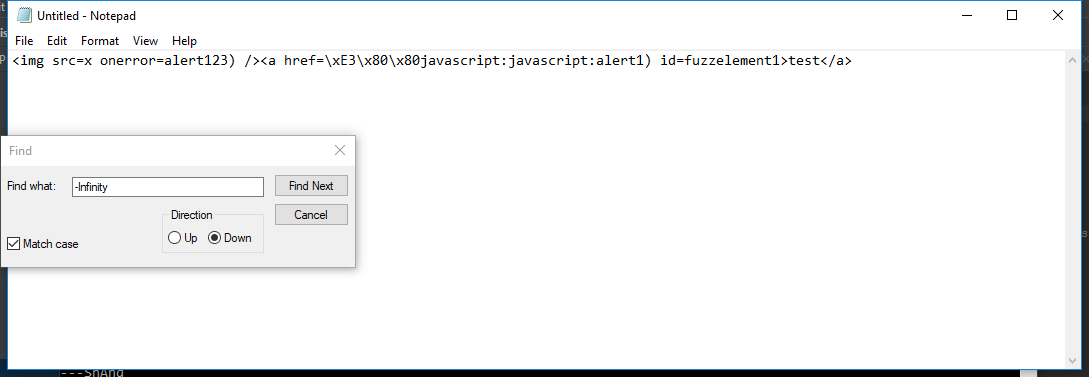 Untitled - Notepad
File Edit Format View Help
<img src=x onerror=alert123) /><a href=\xE3\x80\x80javascript:javascript:alert1) id=fuzzelement1>test</a>
Find
Find what: -Infinity Find Next
Direction Cancel
Up Down
Match case